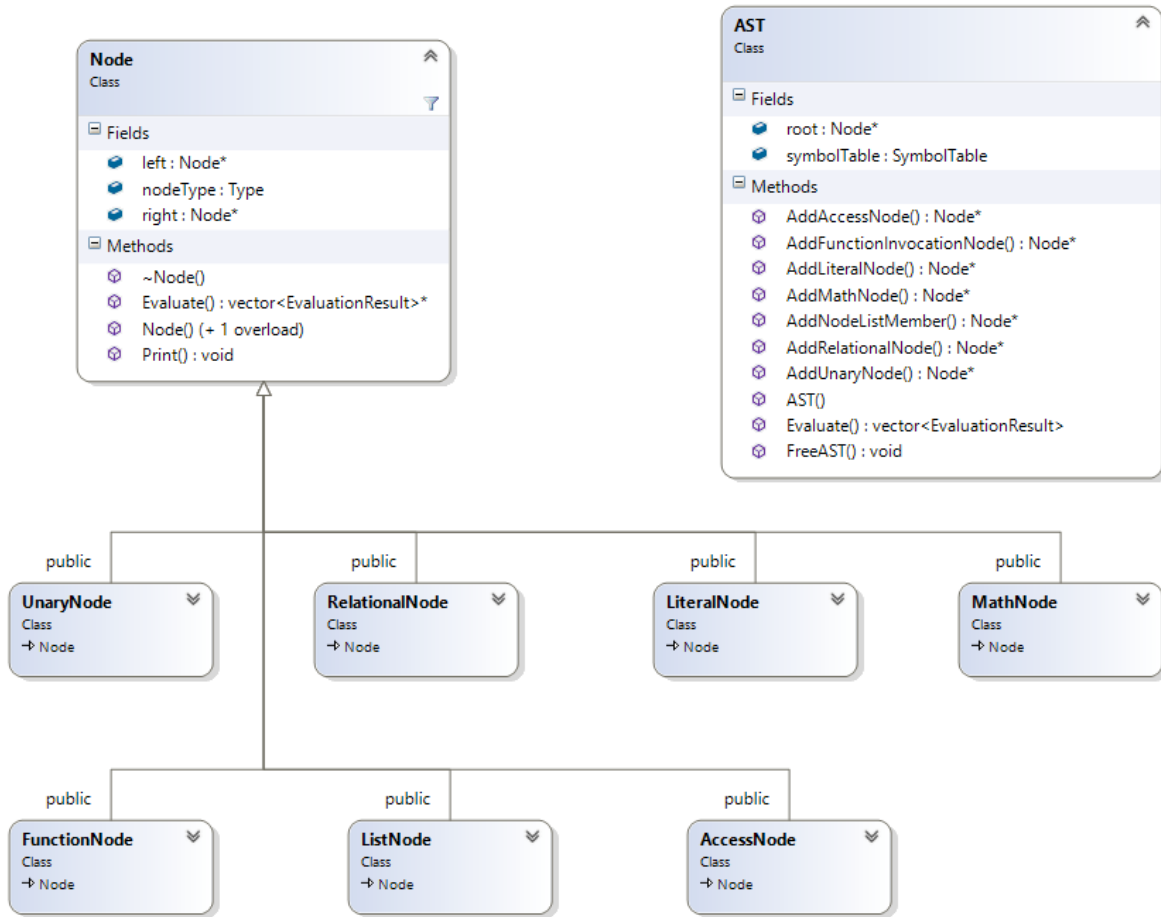 Node
Class
Fields
left : Node*
nodeType : Type
right : Node*
Methods
~Node()
Evaluate() : vector<EvaluationResult>*
Node() (+ 1 overload)
Print() : void
AST
Class
Fields
root : Node*
symbolTable : SymbolTable
Methods
AddAccessNode() : Node*
AddFunctionInvocationNode() : Node*
AddLiteralNode() : Node*
AddMathNode() : Node*
AddNodeListMember() : Node*
AddRelationalNode() : Node*
AddUnaryNode() : Node*
AST()
Evaluate() : vector<EvaluationResult>
FreeAST() : void
public
UnaryNode
Class
Node
public
RelationalNode
Class
Node
public
LiteralNode
Class
Node
public
MathNode
Class
Node
public
FunctionNode
Class
Node
public
ListNode
Class
Node
public
AccessNode
Class
Node